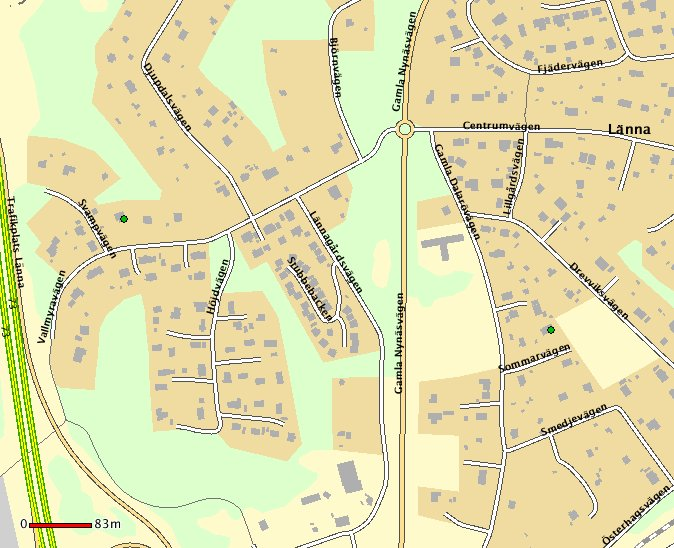 Gamla Nynäsvägen
Björnvägen
Fjädervägen
Djupdalsvägen
Centrumvägen
Länna
Gamla Dalarövägen
Lillgårdsvägen
Trafikplats Länna
Svampvägen
Lännagårdsvägen
Stubbebacken
Höjdvägen
Vallmyravägen
Drevviksvägen
73
73
Gamla Nynäsvägen
Sommarvägen
Smedjevägen
Österhagsvägen
0 83m